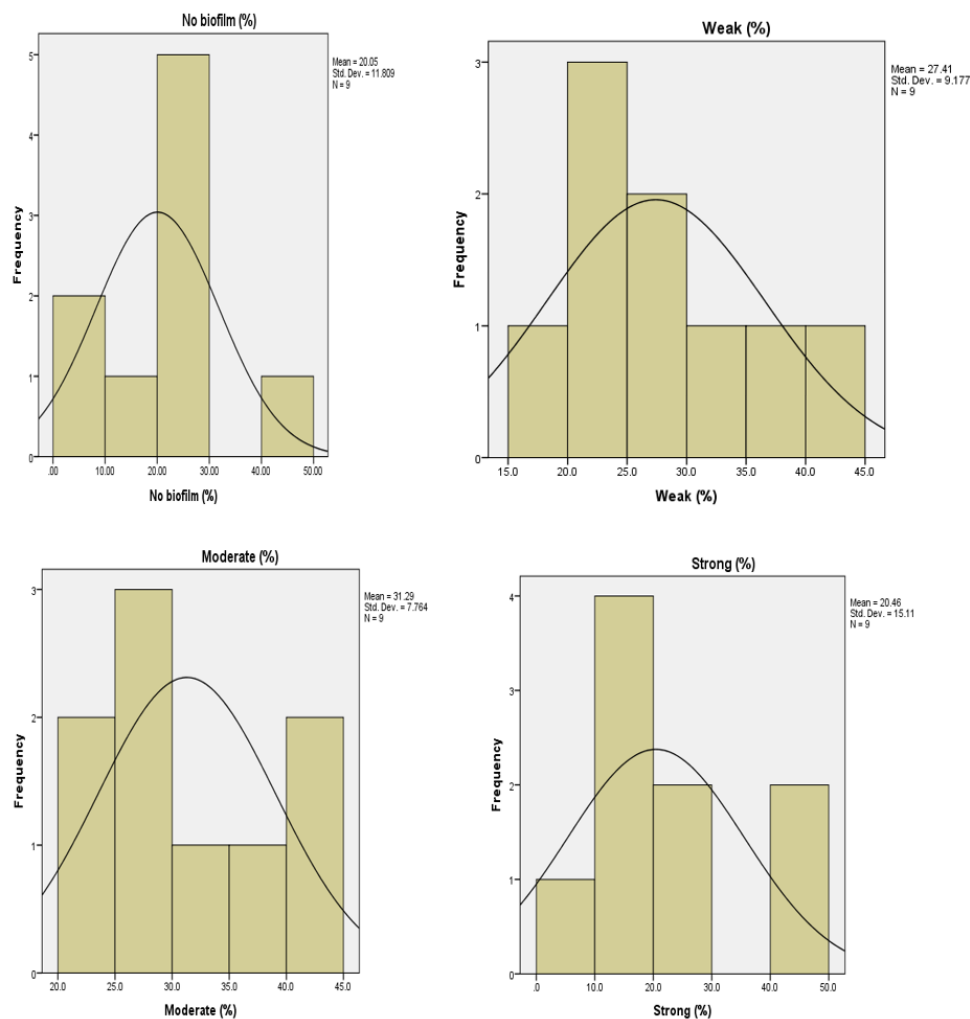 No biofilm (%)
Mean = 20.05
Std. Dev. = 11.809
N = 9
Frequency
5
4
3
2
1
0
.00 10.00 20.00 30.00 40.00 50.00
No biofilm (%)
Weak (%)
Mean = 27.41
Std. Dev. = 9.177
N = 9
Frequency
3
2
1
0
15.0 20.0 25.0 30.0 35.0 40.0 45.0
Weak (%)
Moderate (%)
Mean = 31.29
Std. Dev. = 7.764
N = 9
Frequency
3
2
1
0
20.0 25.0 30.0 35.0 40.0 45.0
Moderate (%)
Strong (%)
Mean = 20.46
Std. Dev. = 15.11
N = 9
Frequency
4
3
2
1
0
.0 10.0 20.0 30.0 40.0 50.0
Strong (%)